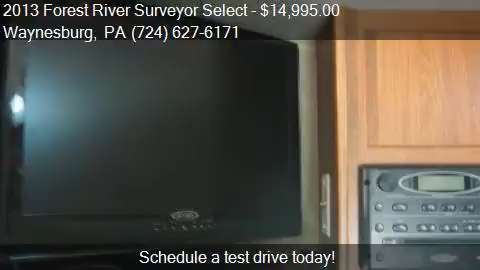 2013 Forest River Surveyor Select - $14,995.00
Waynesburg, PA (724) 627-6171
Schedule a test drive today!